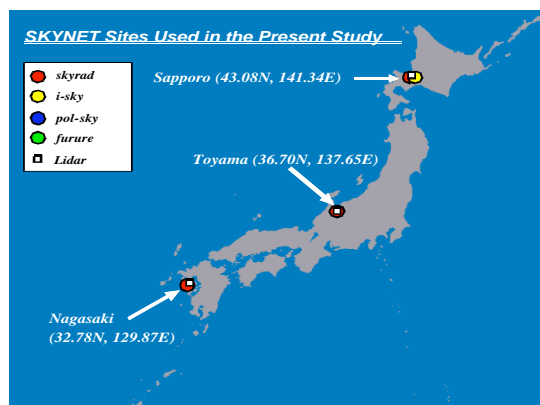 SKYNET Sites Used in the Present Study
skyrad
i-sky
pol-sky
furure
Lidar
Sapporo (43.08N, 141.34E)
Toyama (36.70N, 137.65E)
Nagasaki
(32.78N, 129.87E)